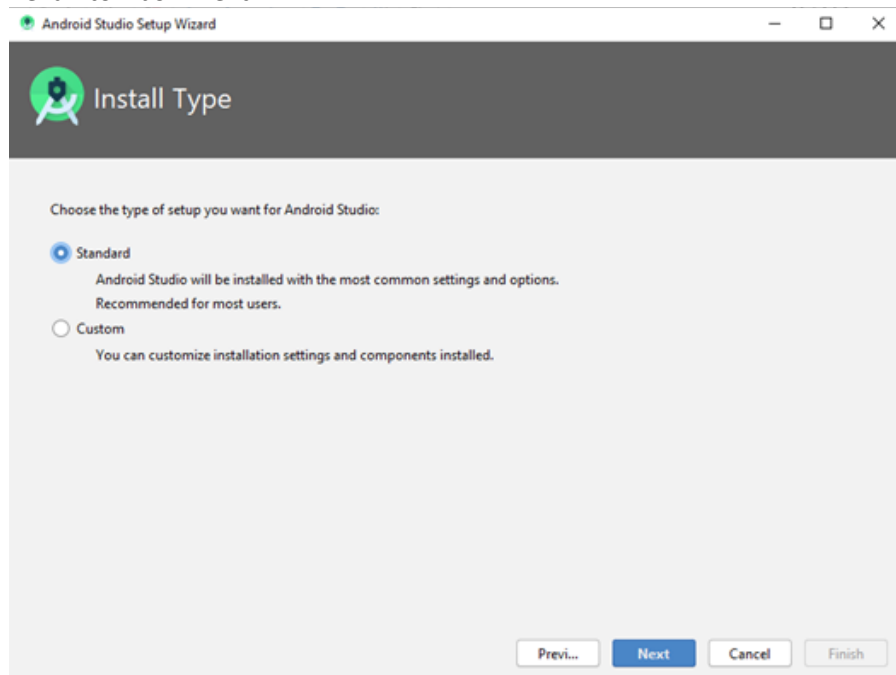 Android Studio Setup Wizard
Install Type
Choose the type of setup you want for Android Studio:
Standard
Android Studio will be installed with the most common settings and options.
Recommended for most users.
Custom
You can customize installation settings and components installed.
Previ... Next Cancel Finish